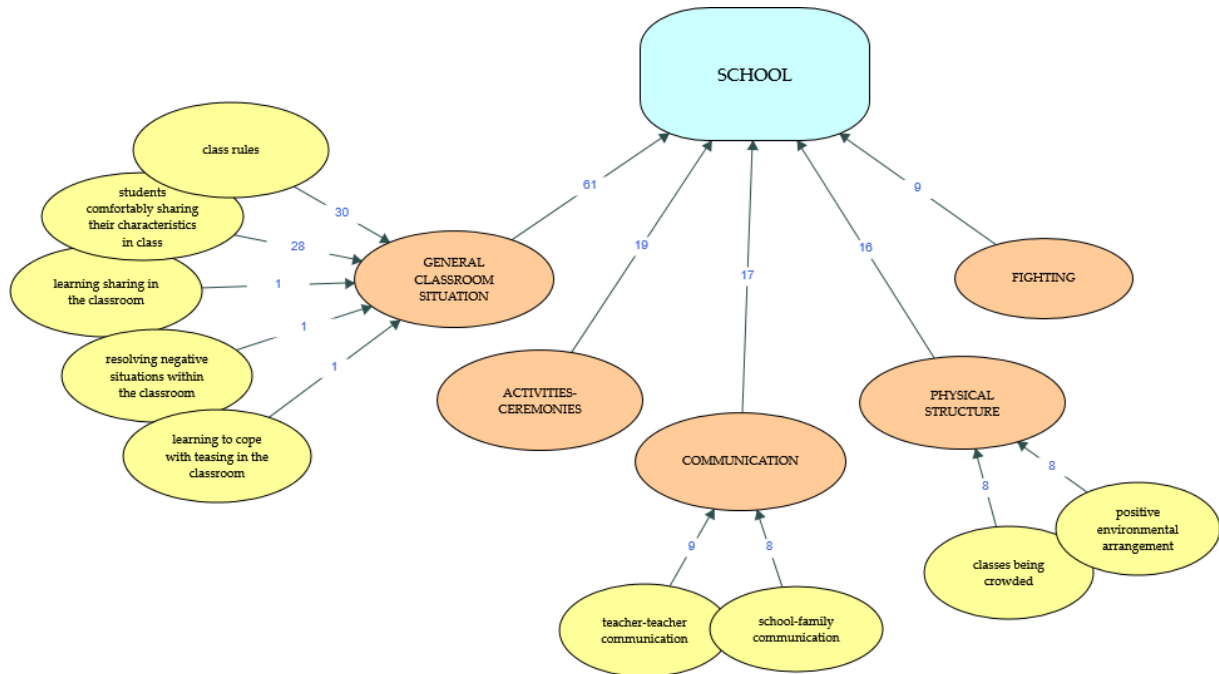 SCHOOL
61
19
17
16
9
class rules
30
students
comfortably sharing
their characteristics
in class
28
learning sharing in
the classroom
1
resolving negative
situations within
the classroom
1
learning to cope
with teasing in the
classroom
1
GENERAL
CLASSROOM
SITUATION
ACTIVITIES-
CEREMONIES
COMMUNICATION
9
8
teacher-teacher
communication
school-family
communication
PHYSICAL
STRUCTURE
8
8
classes being
crowded
positive
environmental
arrangement
FIGHTING